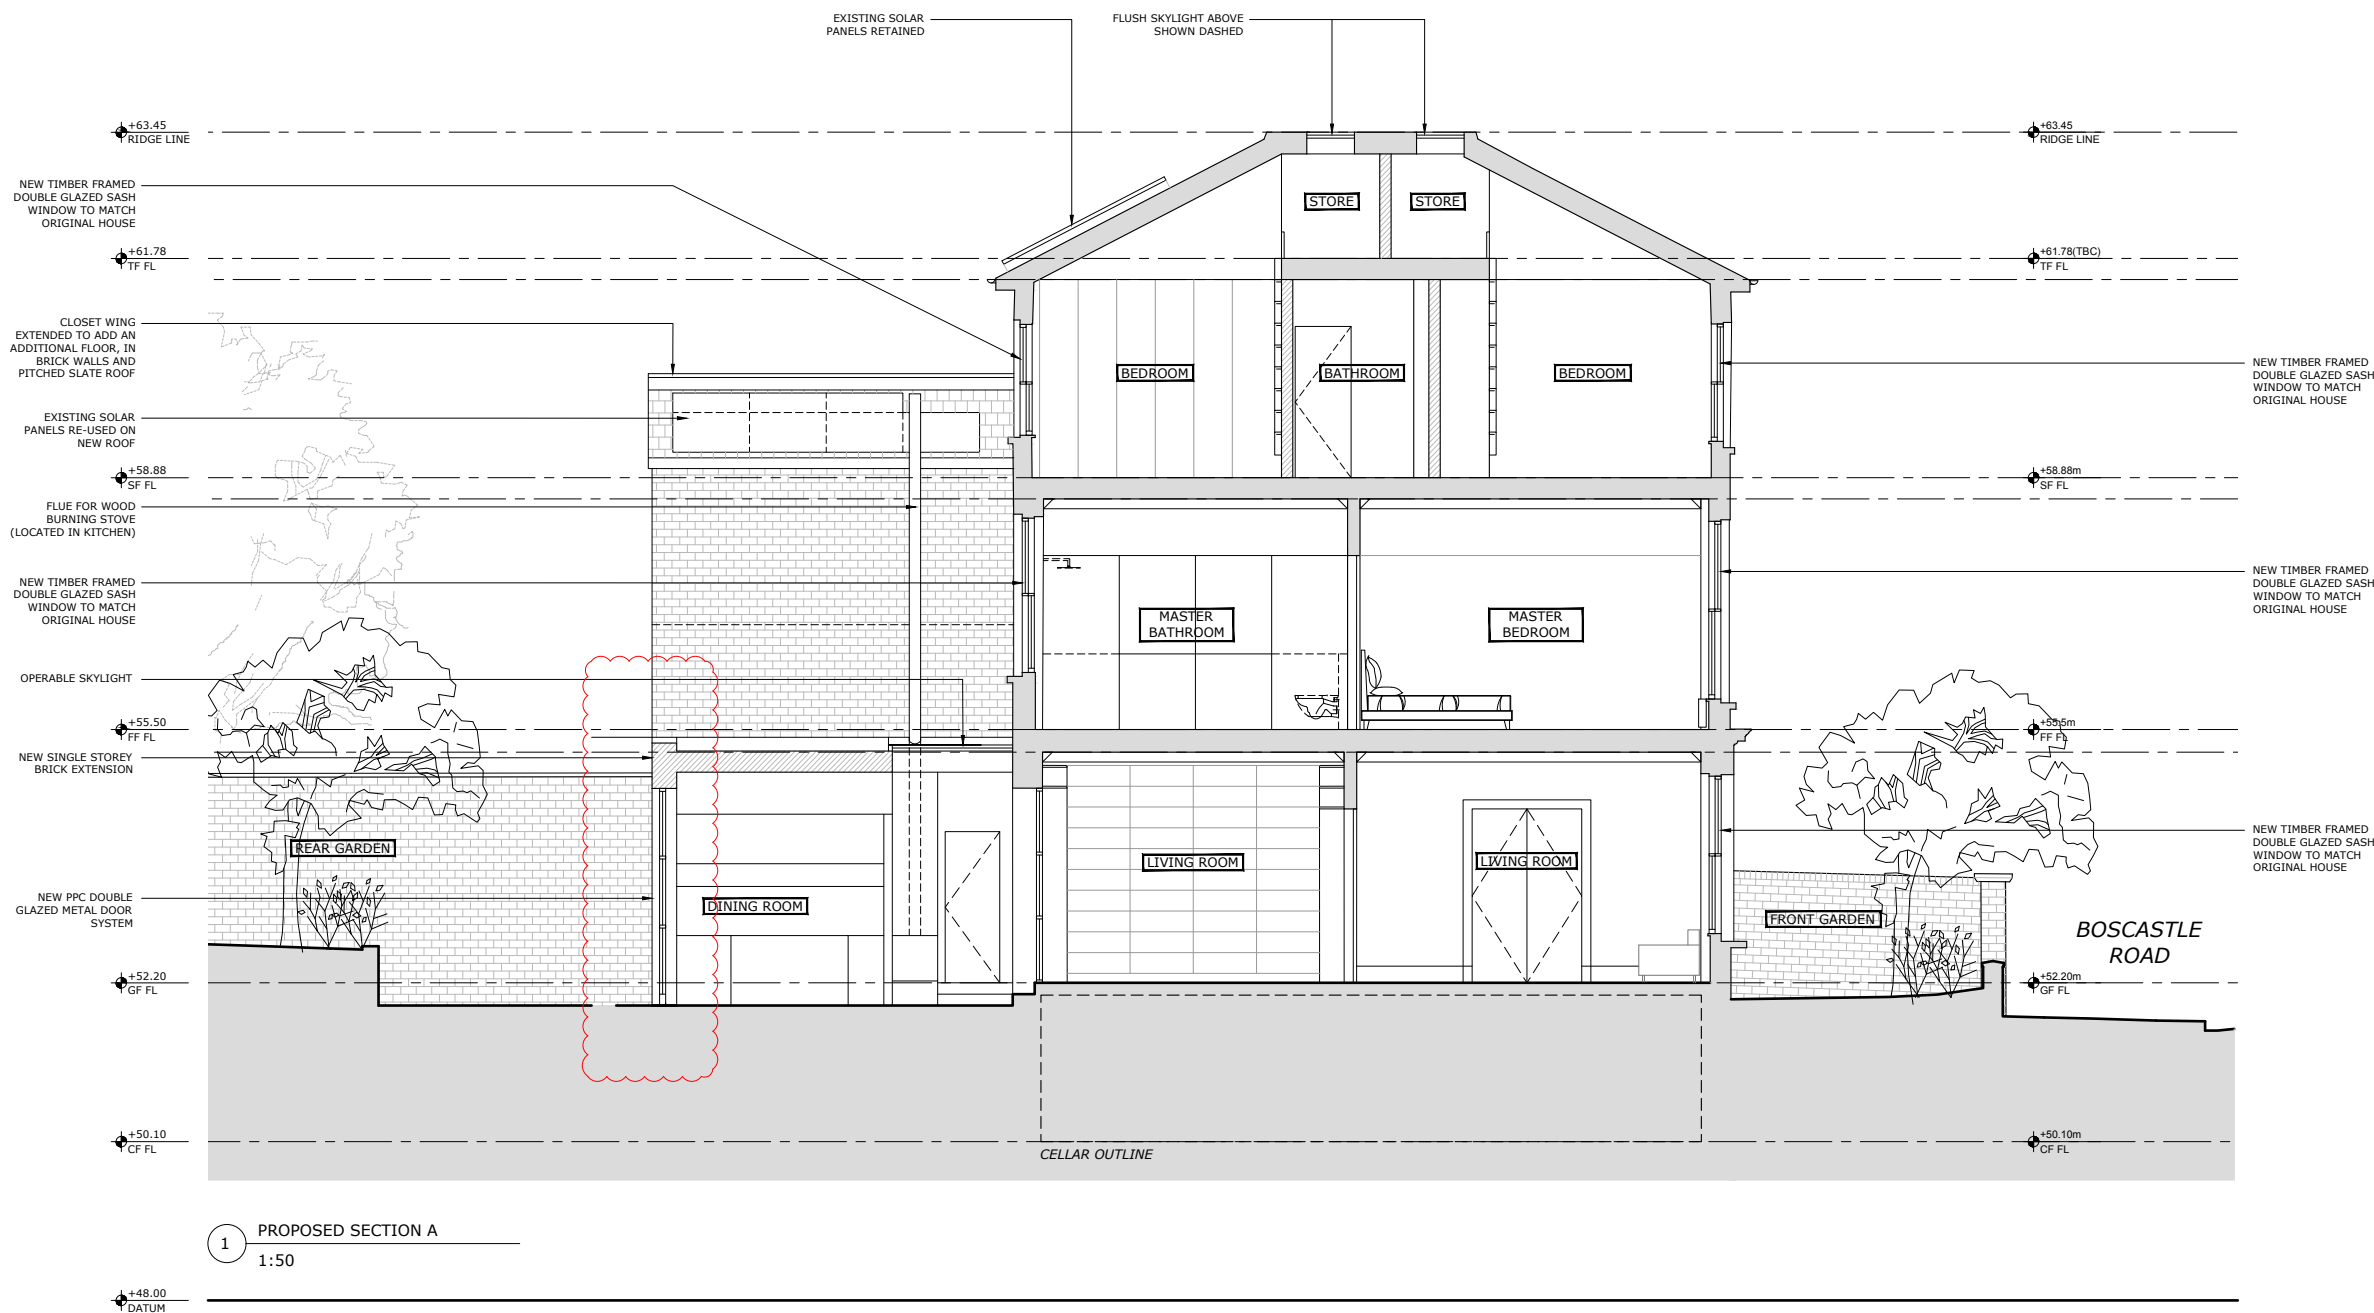 EXISTING SOLAR
PANELS RETAINED
FLUSH SKYLIGHT ABOVE
SHOWN DASHED
+63.45
RIDGE LINE
+63.45
RIDGE LINE
NEW TIMBER FRAMED
DOUBLE GLAZED SASH
WINDOW TO MATCH
ORIGINAL HOUSE
STORE
STORE
+61.78
TF FL
+61.78(TBC)
TF FL
CLOSET WING
EXTENDED TO ADD AN
ADDITIONAL FLOOR, IN
BRICK WALLS AND
PITCHED SLATE ROOF
BEDROOM
BATHROOM
BEDROOM
NEW TIMBER FRAMED
DOUBLE GLAZED SASH
WINDOW TO MATCH
ORIGINAL HOUSE
EXISTING SOLAR
PANELS RE-USED ON
NEW ROOF
+58.88
SF FL
+58.88m
SF FL
FLUE FOR WOOD
BURNING STOVE
(LOCATED IN KITCHEN)
NEW TIMBER FRAMED
DOUBLE GLAZED SASH
WINDOW TO MATCH
ORIGINAL HOUSE
MASTER
BATHROOM
MASTER
BEDROOM
NEW TIMBER FRAMED
DOUBLE GLAZED SASH
WINDOW TO MATCH
ORIGINAL HOUSE
OPERABLE SKYLIGHT
+55.50
FF FL
+55.5m
FF FL
NEW SINGLE STOREY
BRICK EXTENSION
REAR GARDEN
LIVING ROOM
LIVING ROOM
NEW TIMBER FRAMED
DOUBLE GLAZED SASH
WINDOW TO MATCH
ORIGINAL HOUSE
NEW PPC DOUBLE
GLAZED METAL DOOR
SYSTEM
DINING ROOM
FRONT GARDEN
BOSCASTLE
ROAD
+52.20
GF FL
+52.20m
GF FL
+50.10
CF FL
CELLAR OUTLINE
+50.10m
CF FL
1
PROPOSED SECTION A
1:50
+48.00
DATUM